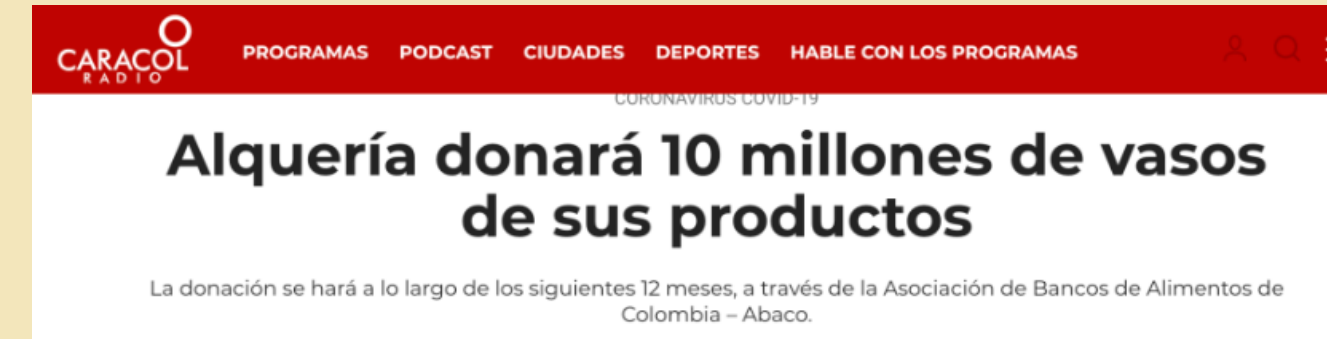 CARACOL
RADIO
PROGRAMAS PODCAST CIUDADES DEPORTES HABLE CON LOS PROGRAMAS
CORONAVIRUS COVID-19
Alquería donará 10 millones de vasos
de sus productos
La donación se hará a lo largo de los siguientes 12 meses, a través de la Asociación de Bancos de Alimentos de
Colombia – Abaco.